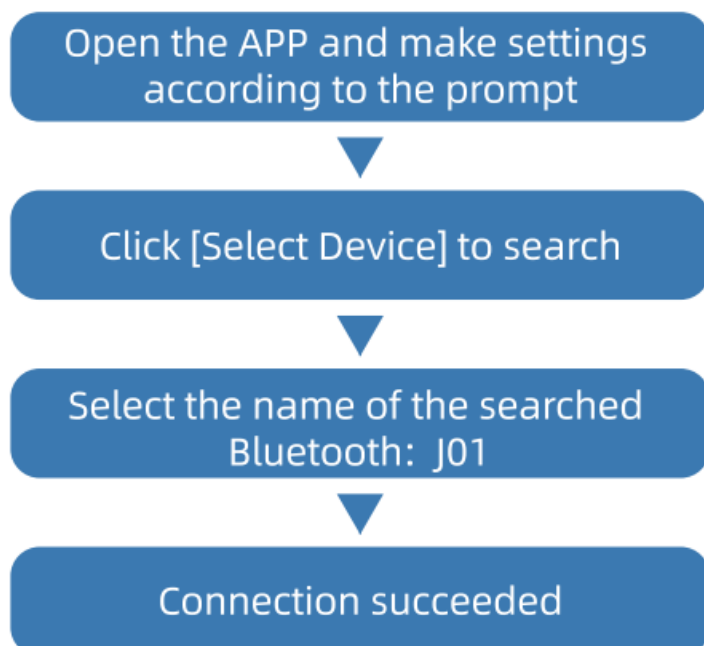 Open the APP and make settings
according to the prompt
Click [Select Device] to search
Select the name of the searched
Bluetooth: J01
Connection succeeded